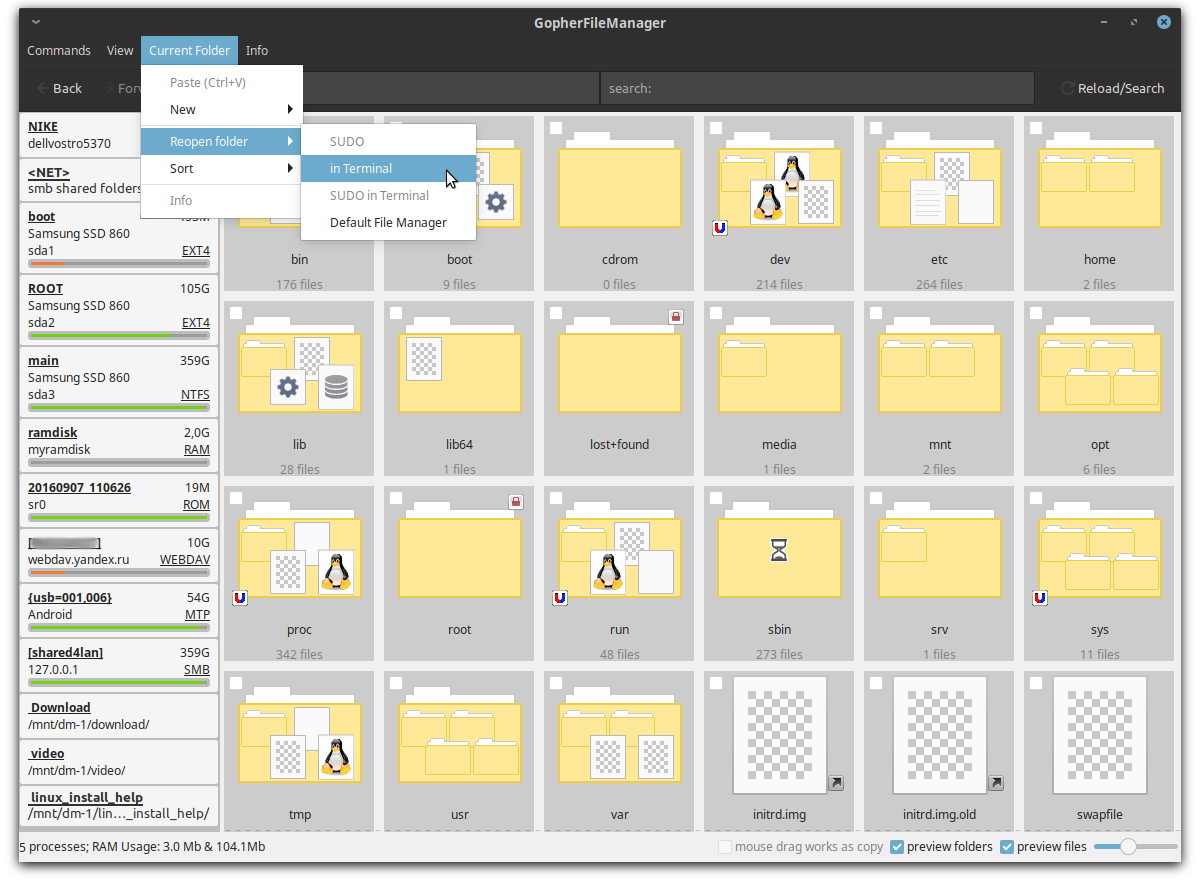 GopherFileManager
Commands View Current Folder Info
Back Forw search: Reload/Search
Paste (Ctrl+V)
New
Reopen folder
Sort
Info
SUDO
in Terminal
SUDO in Terminal
Default File Manager
NIKE
dellvostro5370
<NET>
smb shared folders
boot
Samsung SSD 860
sda1 EXT4
ROOT 105G
Samsung SSD 860
sda2 EXT4
main 359G
Samsung SSD 860
sda3 NTFS
ramdisk 2,0G
myramdisk RAM
20160907_110626 19M
sr0 ROM
10G
webdav.yandex.ru WEBDAV
{usb=001,006} 54G
Android MTP
[shared4lan] 359G
127.0.0.1 SMB
Download
/mnt/dm-1/download/
video
/mnt/dm-1/video/
linux_install_help
/mnt/dm-1/lin..._install_help/
bin boot cdrom dev etc home
176 files 9 files 0 files 214 files 264 files 2 files
lib lib64 lost+found media mnt opt
28 files 1 files 1 files 2 files 6 files
proc root run sbin srv sys
342 files 48 files 273 files 1 files 11 files
tmp usr var initrd.img initrd.img.old swapfile
5 processes; RAM Usage: 3.0 Mb & 104.1Mb mouse drag works as copy preview folders preview files